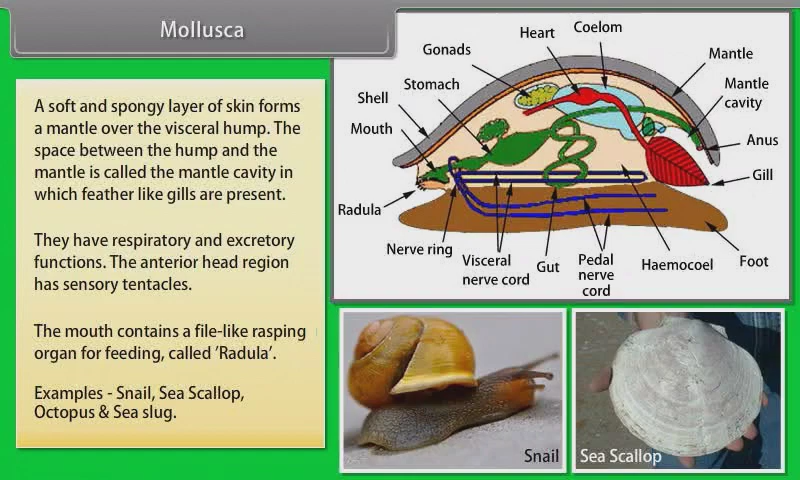 Mollusca
A soft and spongy layer of skin forms
a mantle over the visceral hump. The
space between the hump and the
mantle is called the mantle cavity in
which feather like gills are present.
They have respiratory and excretory
functions. The anterior head region
has sensory tentacles.
The mouth contains a file-like rasping
organ for feeding, called 'Radula'.
Examples - Snail, Sea Scallop,
Octopus & Sea slug.
Coelom
Heart
Gonads
Mantle
Stomach
Mantle
cavity
Shell
Mouth
Anus
Gill
Radula
Nerve ring
Visceral
nerve cord
Gut
Pedal
nerve
cord
Haemocoel
Foot
Snail
Sea Scallop